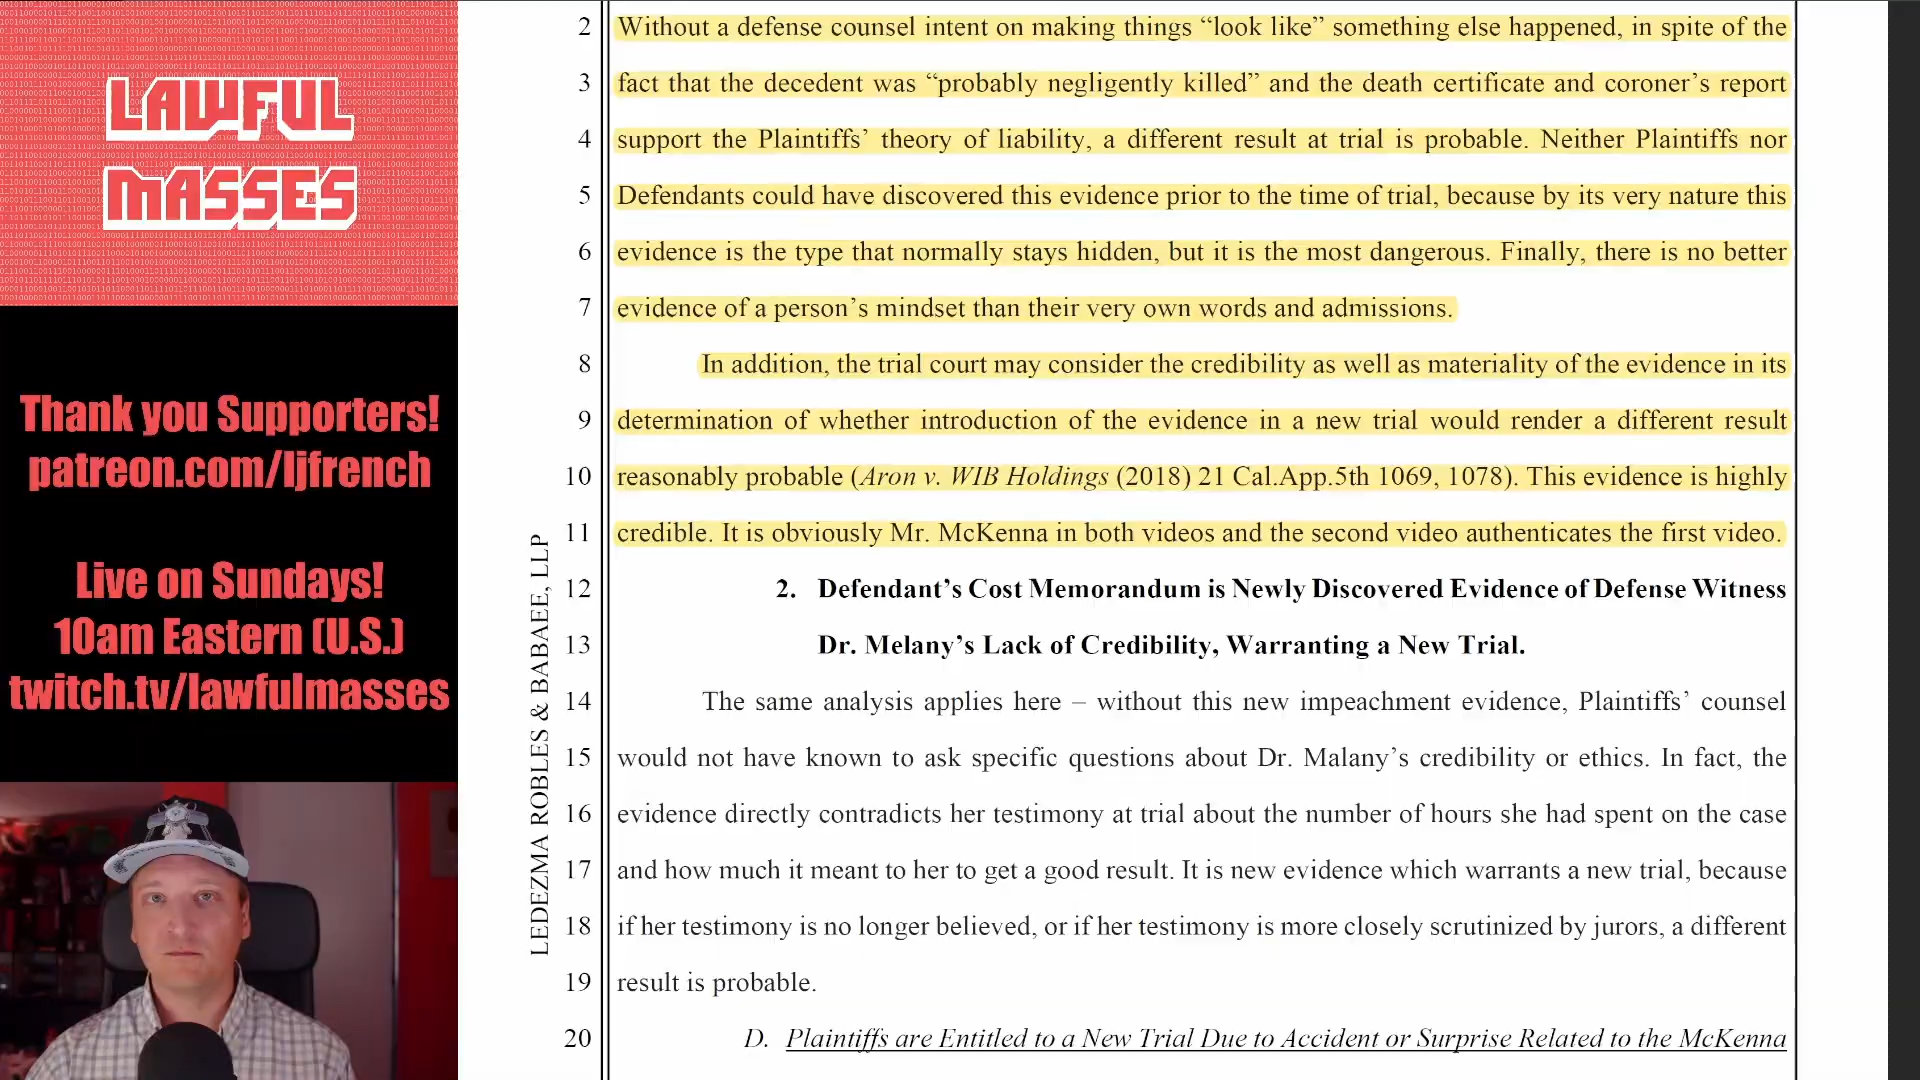 LAWFUL
MASSES
Thank you Supporters!
patreon.com/ljfrench
Live on Sundays!
10am Eastern (U.S.)
twitch.tv/lawfulmasses
LEDEZMA ROBLES & BABAEE, LLP
2 Without a defense counsel intent on making things “look like” something else happened, in spite of the
3 fact that the decedent was “probably negligently killed” and the death certificate and coroner’s report
4 support the Plaintiffs’ theory of liability, a different result at trial is probable. Neither Plaintiffs nor
5 Defendants could have discovered this evidence prior to the time of trial, because by its very nature this
6 evidence is the type that normally stays hidden, but it is the most dangerous. Finally, there is no better
7 evidence of a person’s mindset than their very own words and admissions.
8 In addition, the trial court may consider the credibility as well as materiality of the evidence in its
9 determination of whether introduction of the evidence in a new trial would render a different result
10 reasonably probable (Aron v. WIB Holdings (2018) 21 Cal.App.5th 1069, 1078). This evidence is highly
11 credible. It is obviously Mr. McKenna in both videos and the second video authenticates the first video.
12 2. Defendant’s Cost Memorandum is Newly Discovered Evidence of Defense Witness
13 Dr. Melany’s Lack of Credibility, Warranting a New Trial.
14 The same analysis applies here – without this new impeachment evidence, Plaintiffs’ counsel
15 would not have known to ask specific questions about Dr. Malany’s credibility or ethics. In fact, the
16 evidence directly contradicts her testimony at trial about the number of hours she had spent on the case
17 and how much it meant to her to get a good result. It is new evidence which warrants a new trial, because
18 if her testimony is no longer believed, or if her testimony is more closely scrutinized by jurors, a different
19 result is probable.
20 D. Plaintiffs are Entitled to a New Trial Due to Accident or Surprise Related to the McKenna